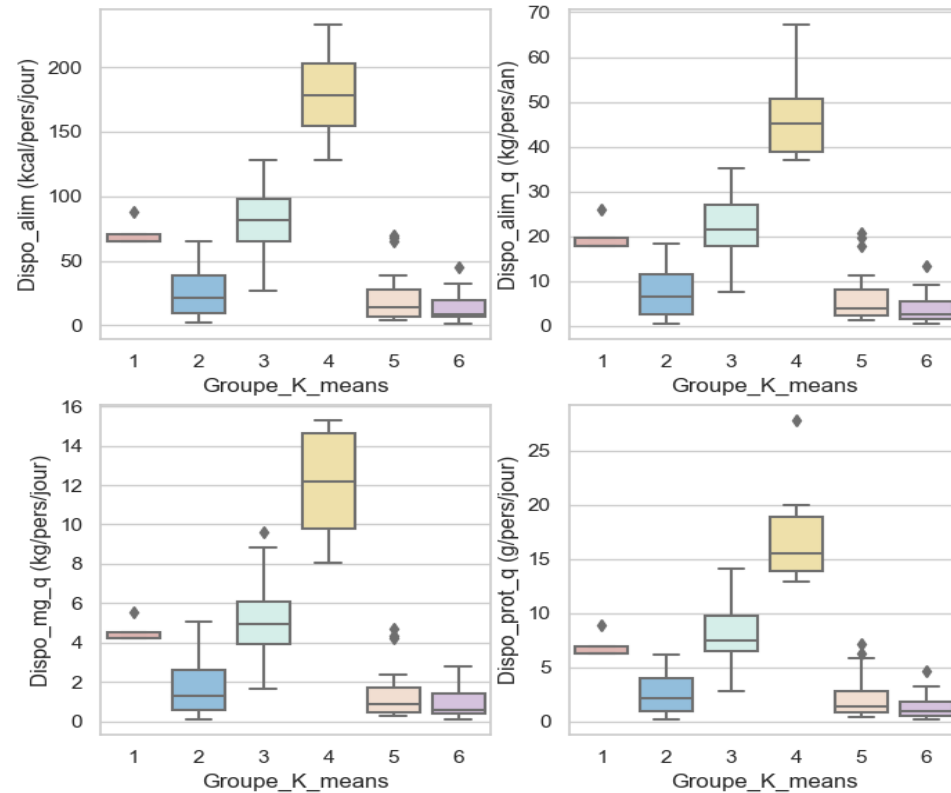 Dispo_alim (kcal/pers/jour)
200
150
100
50
0
1 2 3 4 5 6
Groupe_K_means
Dispo_alim_q (kg/pers/an)
70
60
50
40
30
20
10
0
1 2 3 4 5 6
Groupe_K_means
Dispo_mg_q (kg/pers/jour)
16
14
12
10
8
6
4
2
0
1 2 3 4 5 6
Groupe_K_means
Dispo_prot_q (g/pers/jour)
25
20
15
10
5
0
1 2 3 4 5 6
Groupe_K_means